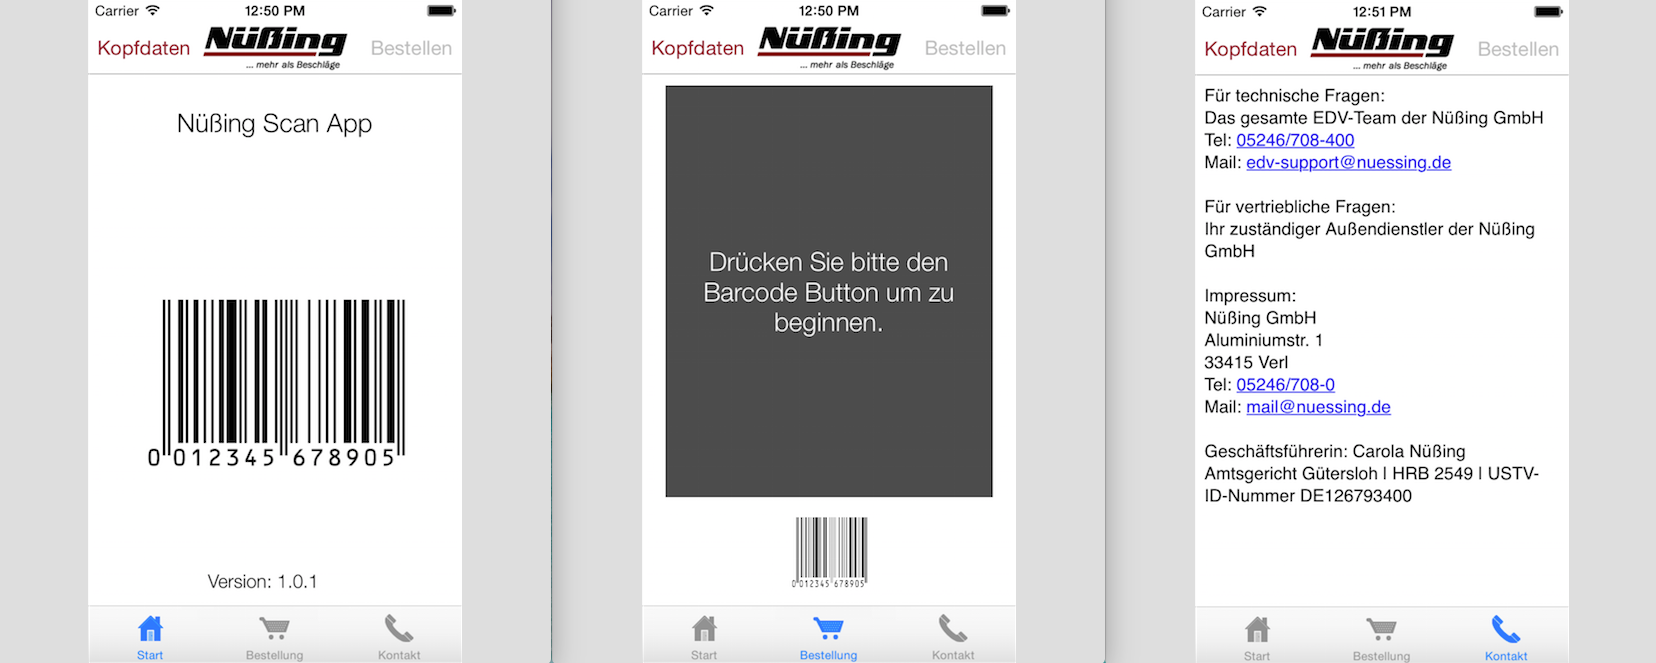 Carrier 12:50 PM
Kopfdaten Nüßing Bestellen
... mehr als Beschläge
Nüßing Scan App
0 012345 678905
Version: 1.0.1
Start Bestellung Kontakt
Carrier 12:50 PM
Kopfdaten Nüßing Bestellen
... mehr als Beschläge
Drücken Sie bitte den
Barcode Button um zu
beginnen.
0 012345 678905
Start Bestellung Kontakt
Carrier 12:51 PM
Kopfdaten Nüßing Bestellen
... mehr als Beschläge
Für technische Fragen:
Das gesamte EDV-Team der Nüßing GmbH
Tel: 05246/708-400
Mail: edv-support@nuessing.de
Für vertriebliche Fragen:
Ihr zuständiger Außendienstler der Nüßing
GmbH
Impressum:
Nüßing GmbH
Aluminiumstr. 1
33415 Verl
Tel: 05246/708-0
Mail: mail@nuessing.de
Geschäftsführerin: Carola Nüßing
Amtsgericht Gütersloh | HRB 2549 | USTV-
ID-Nummer DE126793400
Start Bestellung Kontakt